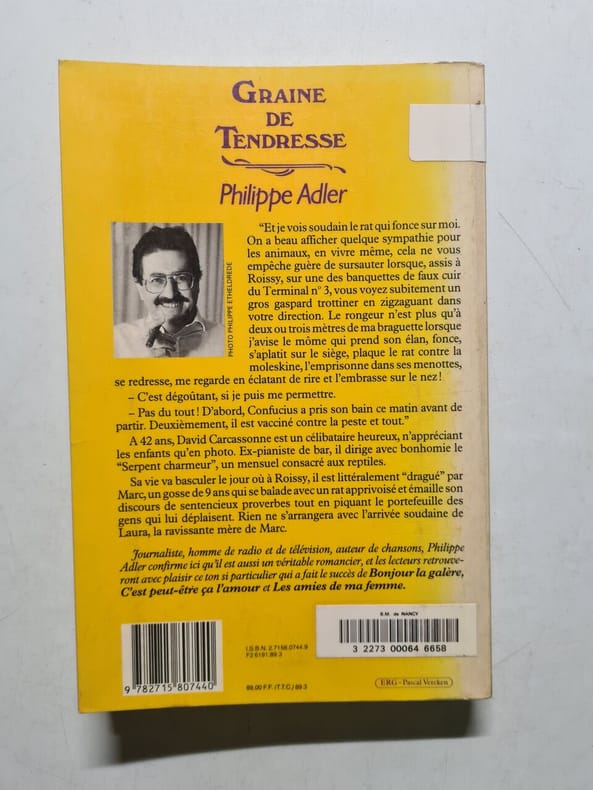 GRAINE
DE
TENDRESSE
Philippe Adler
"Et je vois soudain le rat qui fonce sur moi.
On a beau afficher quelque sympathie pour
les animaux, en vivre même, cela ne vous
empêche guère de sursauter lorsque, assis à
Roissy, sur une des banquettes de faux cuir
du Terminal n° 3, vous voyez subitement un
gros gaspard trottiner en zigzaguant dans
votre direction. Le rongeur n'est plus qu'à
deux ou trois mètres de ma braguette lorsque
j'avise le môme qui prend son élan, fonce,
s'aplatit sur le siège, plaque le rat contre la
moleskine, l'emprisonne dans ses menottes,
se redresse, me regarde en éclatant de rire et l'embrasse sur le nez !
– C'est dégoûtant, si je puis me permettre.
– Pas du tout ! D'abord, Confucius a pris son bain ce matin avant de
partir. Deuxièmement, il est vacciné contre la peste et tout."
A 42 ans, David Carcassonne est un célibataire heureux, n'appréciant
les enfants qu'en photo. Ex-pianiste de bar, il dirige avec bonhomie le
"Serpent charmeur", un mensuel consacré aux reptiles.
Sa vie va basculer le jour où à Roissy, il est littéralement "dragué" par
Marc, un gosse de 9 ans qui se balade avec un rat apprivoisé et émaille son
discours de sentencieux proverbes tout en piquant le portefeuille des
gens qui lui déplaisent. Rien ne s'arrangera avec l'arrivée soudaine de
Laura, la ravissante mère de Marc.
Journaliste, homme de radio et de télévision, auteur de chansons, Philippe
Adler confirme ici qu'il est aussi un véritable romancier, et les lecteurs retrouve-
ront avec plaisir ce ton si particulier qui a fait le succès de Bonjour la galère,
C'est peut-être ça l'amour et Les amies de ma femme.
PHOTO PHILIPPE ETHELDREDE
I.S.B.N. 2.7158.0744.9
F2 6191.89.3
89,00 F.F. /T.T.C./ 89.3
9 782715 807440
B.M. de NANCY
3 2273 00064 6658
ERG - Pascal Vercken